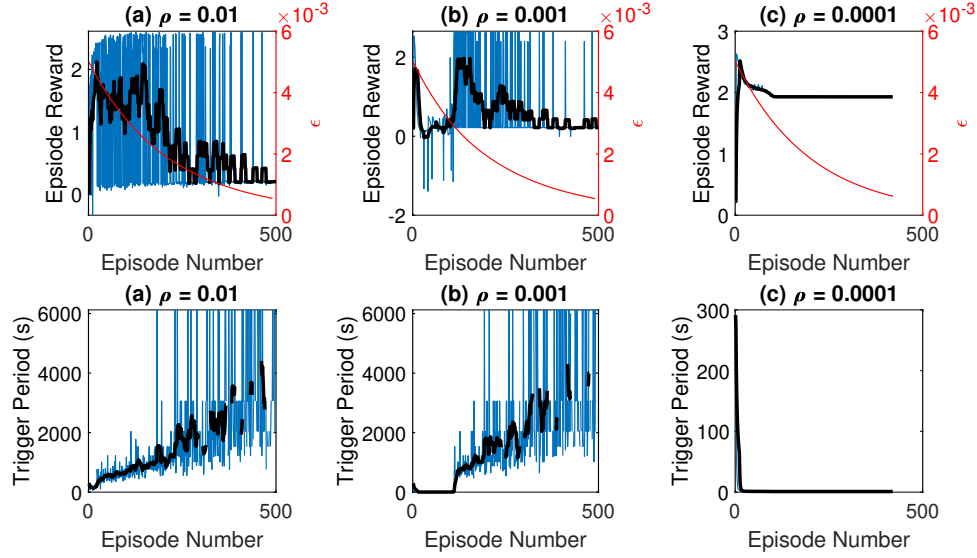 (a) ρ = 0.01
×10⁻³
Epsiode Reward
0
1
2
0
2
4
6
ϵ
0
500
Episode Number
(b) ρ = 0.001
×10⁻³
Epsiode Reward
-2
0
2
0
2
4
6
ϵ
0
500
Episode Number
(c) ρ = 0.0001
×10⁻³
Epsiode Reward
0
1
2
3
0
2
4
6
ϵ
0
500
Episode Number
(a) ρ = 0.01
Trigger Period (s)
0
2000
4000
6000
0
500
Episode Number
(b) ρ = 0.001
Trigger Period (s)
0
2000
4000
6000
0
500
Episode Number
(c) ρ = 0.0001
Trigger Period (s)
0
100
200
300
0
500
Episode Number